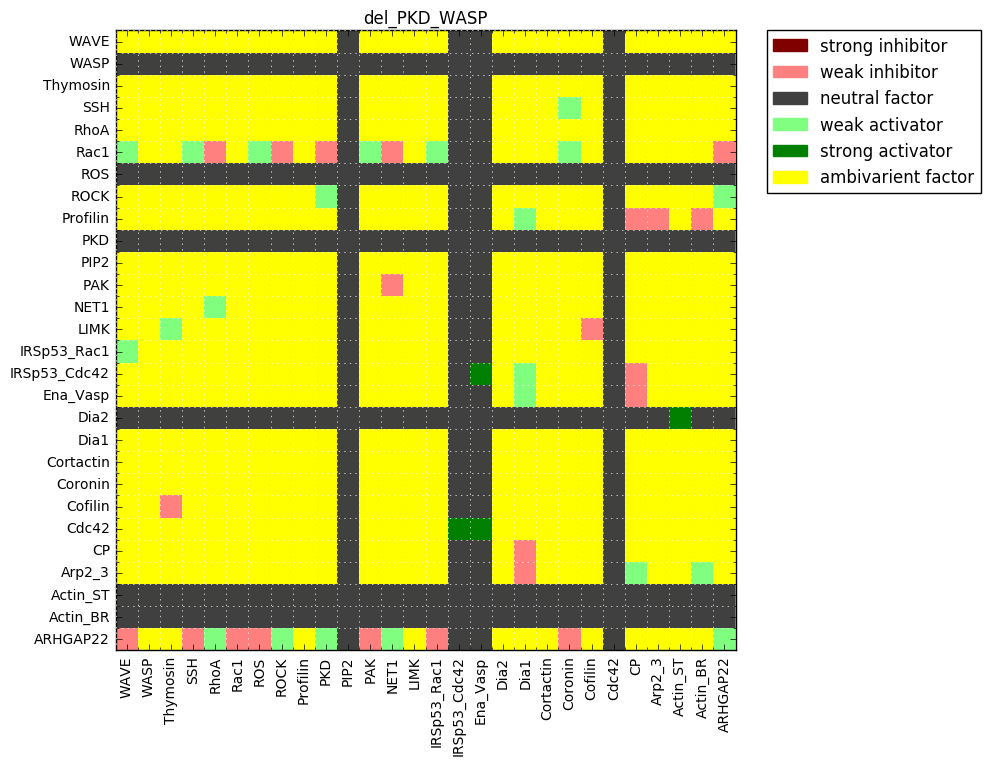 del_PKD_WASP
WAVE
WASP
Thymosin
SSH
RhoA
Rac1
ROS
ROCK
Profilin
PKD
PIP2
PAK
NET1
LIMK
IRSp53_Rac1
IRSp53_Cdc42
Ena_Vasp
Dia2
Dia1
Cortactin
Coronin
Cofilin
Cdc42
CP
Arp2_3
Actin_ST
Actin_BR
ARHGAP22
WAVE
WASP
Thymosin
SSH
RhoA
Rac1
ROS
ROCK
Profilin
PKD
PIP2
PAK
NET1
LIMK
IRSp53_Rac1
IRSp53_Cdc42
Ena_Vasp
Dia2
Dia1
Cortactin
Coronin
Cofilin
Cdc42
CP
Arp2_3
Actin_ST
Actin_BR
ARHGAP22
strong inhibitor
weak inhibitor
neutral factor
weak activator
strong activator
ambivarient factor